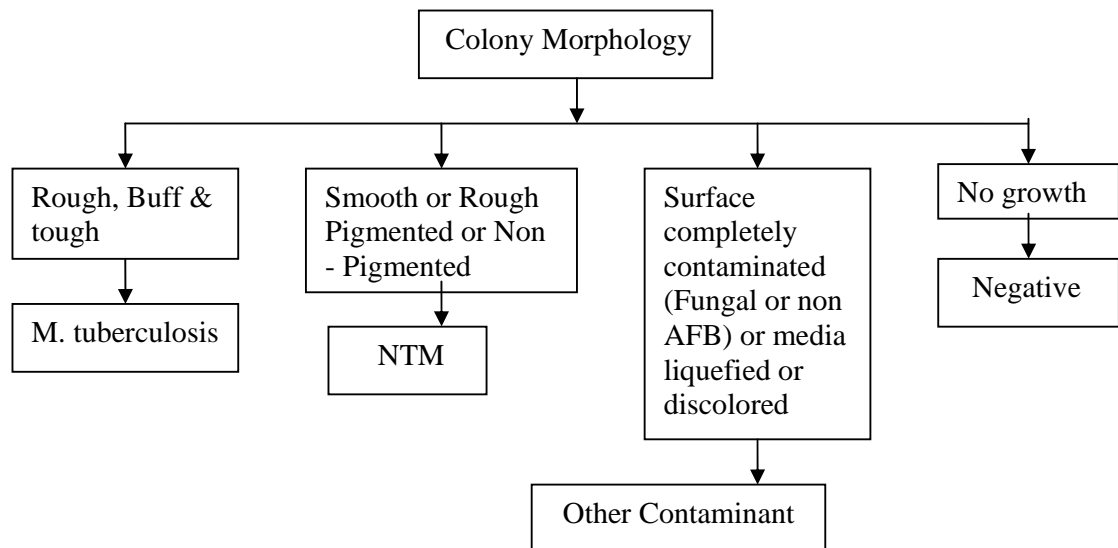 Colony Morphology
Rough, Buff &
tough
M. tuberculosis
Smooth or Rough
Pigmented or Non
- Pigmented
NTM
Surface
completely
contaminated
(Fungal or non
AFB) or media
liquefied or
discolored
Other Contaminant
No growth
Negative